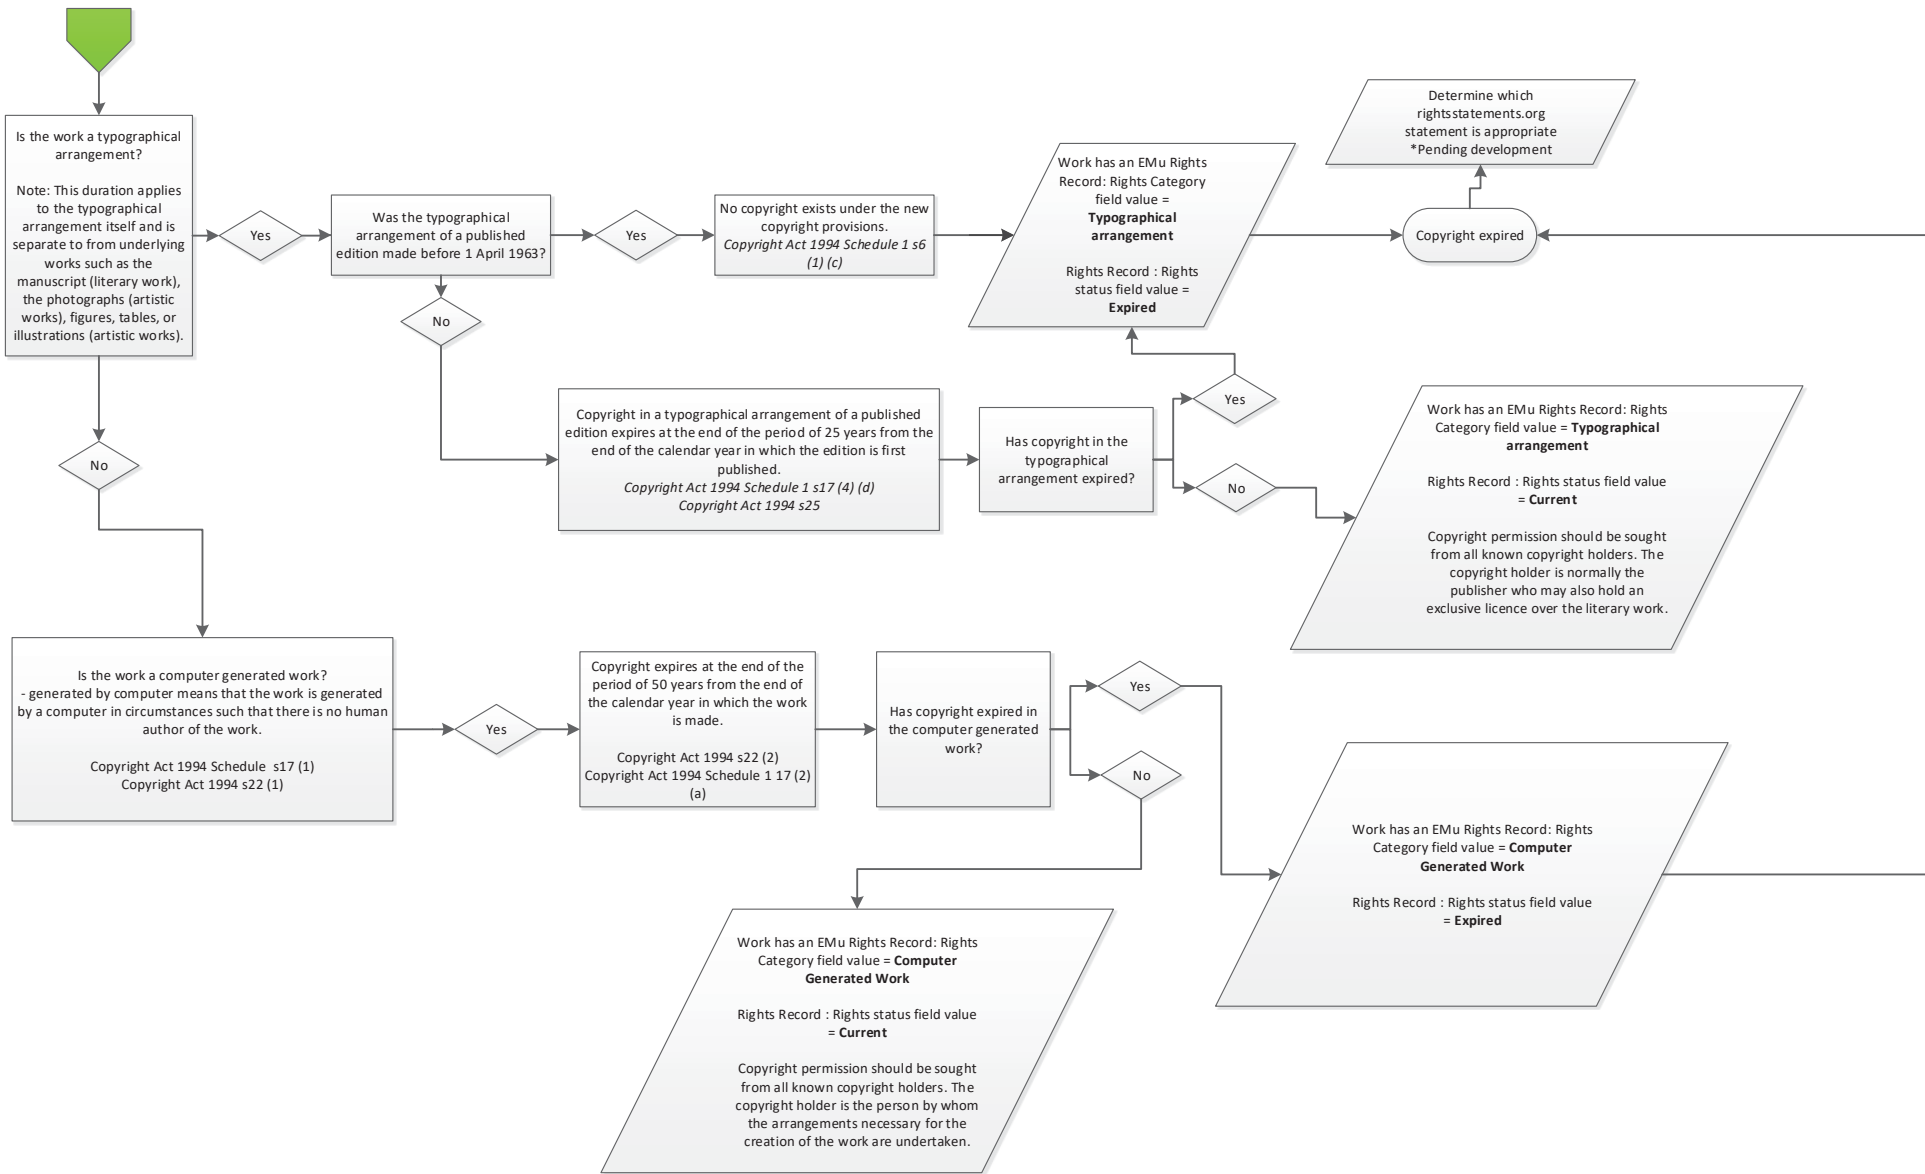 Is the work a typographical
arrangement?
Note: This duration applies
to the typographical
arrangement itself and is
separate to from underlying
works such as the
manuscript (literary work),
the photographs (artistic
works), figures, tables, or
illustrations (artistic works).
Yes
Was the typographical
arrangement of a published
edition made before 1 April 1963?
Yes
No copyright exists under the new
copyright provisions.
Copyright Act 1994 Schedule 1 s6
(1) (c)
Work has an EMu Rights
Record: Rights Category
field value =
Typographical
arrangement
Rights Record : Rights
status field value =
Expired
Determine which
rightsstatements.org
statement is appropriate
*Pending development
Copyright expired
No
Copyright in a typographical arrangement of a published
edition expires at the end of the period of 25 years from the
end of the calendar year in which the edition is first
published.
Copyright Act 1994 Schedule 1 s17 (4) (d)
Copyright Act 1994 s25
Has copyright in the
typographical
arrangement expired?
Yes
No
Work has an EMu Rights Record: Rights
Category field value = Typographical
arrangement
Rights Record : Rights status field value
= Current
Copyright permission should be sought
from all known copyright holders. The
copyright holder is normally the
publisher who may also hold an
exclusive licence over the literary work.
No
Is the work a computer generated work?
- generated by computer means that the work is generated
by a computer in circumstances such that there is no human
author of the work.
Copyright Act 1994 Schedule  s17 (1)
Copyright Act 1994 s22 (1)
Yes
Copyright expires at the end of the
period of 50 years from the end of
the calendar year in which the work
is made.
Copyright Act 1994 s22 (2)
Copyright Act 1994 Schedule 1 17 (2)
(a)
Has copyright expired in
the computer generated
work?
Yes
No
Work has an EMu Rights Record: Rights
Category field value = Computer
Generated Work
Rights Record : Rights status field value
= Expired
Work has an EMu Rights Record: Rights
Category field value = Computer
Generated Work
Rights Record : Rights status field value
= Current
Copyright permission should be sought
from all known copyright holders. The
copyright holder is the person by whom
the arrangements necessary for the
creation of the work are undertaken.